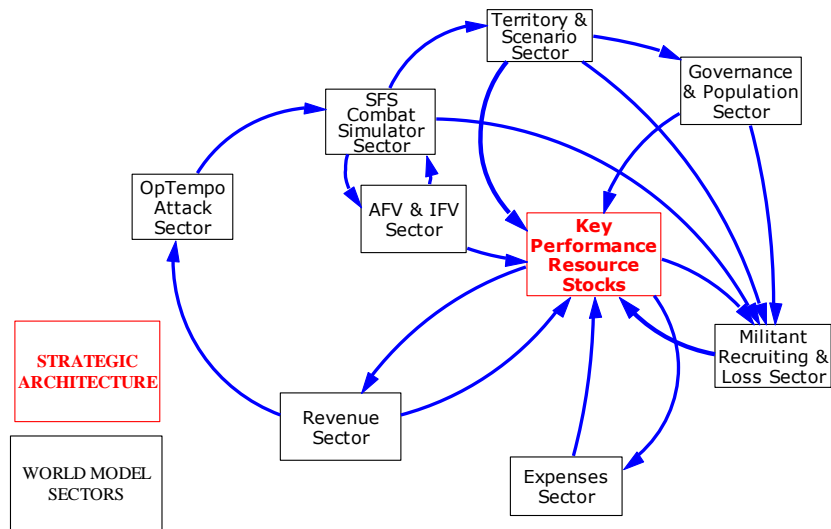 Territory &
Scenario
Sector
Governance
& Population
Sector
SFS
Combat
Simulator
Sector
OpTempo
Attack
Sector
AFV & IFV
Sector
Key
Performance
Resource
Stocks
Militant
Recruiting &
Loss Sector
STRATEGIC
ARCHITECTURE
Revenue
Sector
WORLD MODEL
SECTORS
Expenses
Sector